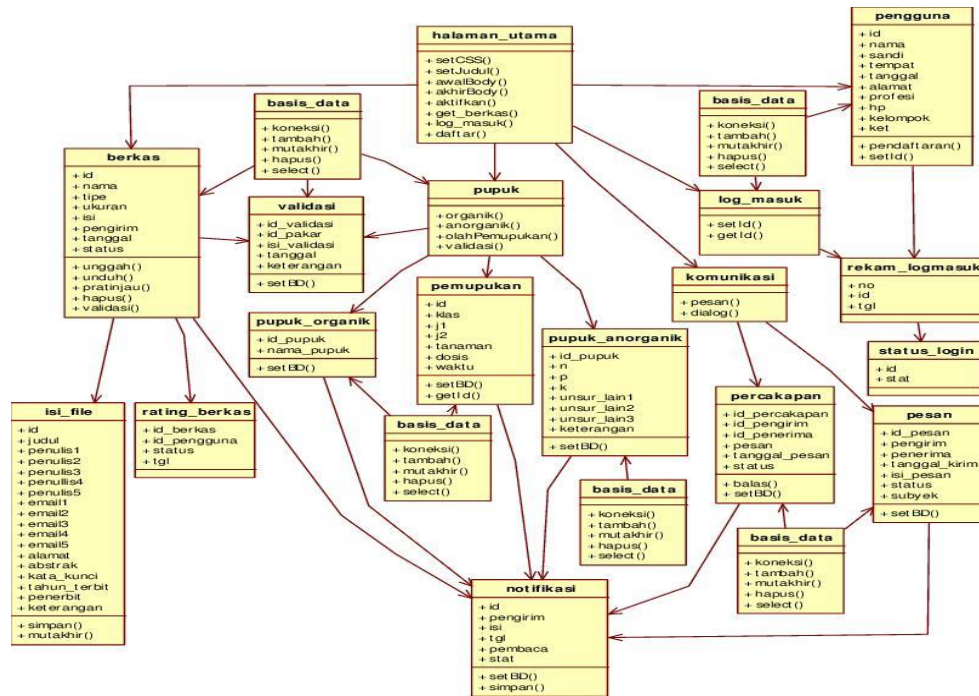 halaman_utama
+ setCSS()
+ setJudul()
+ awalBody()
+ akhirBody()
+ aktifkan()
+ get_berkas()
+ log_masuk()
+ daftar()
pengguna
+ id
+ nama
+ sandi
+ tempat
+ tanggal
+ alamat
+ profesi
+ hp
+ kelompok
+ ket
+ pendaftaran()
+ setId()
basis_data
+ koneksi()
+ tambah()
+ mutakhir()
+ hapus()
+ select()
basis_data
+ koneksi()
+ tambah()
+ mutakhir()
+ hapus()
+ select()
berkas
+ id
+ nama
+ tipe
+ ukuran
+ isi
+ pengirim
+ tanggal
+ status
+ unggah()
+ unduh()
+ pratinjau()
+ hapus()
+ validasi()
validasi
+ id_validasi
+ id_pakar
+ isi_validasi
+ tanggal
+ keterangan
+ setBD()
pupuk
+ organik()
+ anorganik()
+ olahPemupukan()
+ validasi()
log_masuk
+ setId()
+ getId()
rekam_logmasuk
+ no
+ id
+ tgl
komunikasi
+ pesan()
+ dialog()
pemupukan
+ id
+ klas
+ j1
+ j2
+ tanaman
+ dosis
+ waktu
+ setBD()
+ getId()
pupuk_organik
+ id_pupuk
+ nama_pupuk
+ setBD()
pupuk_anorganik
+ id_pupuk
+ n
+ p
+ k
+ unsur_lain1
+ unsur_lain2
+ unsur_lain3
+ keterangan
+ setBD()
status_login
+ id
+ stat
isi_file
+ id
+ judul
+ penulis1
+ penulis2
+ penulis3
+ penullis4
+ penulis5
+ email1
+ email2
+ email3
+ email4
+ email5
+ alamat
+ abstrak
+ kata_kunci
+ tahun_terbit
+ penerbit
+ keterangan
+ simpan()
+ mutakhir()
rating_berkas
+ id_berkas
+ id_pengguna
+ status
+ tgl
basis_data
+ koneksi()
+ tambah()
+ mutakhir()
+ hapus()
+ select()
percakapan
+ id_percakapan
+ id_pengirim
+ id_penerima
+ pesan
+ tanggal_pesan
+ status
+ balas()
+ setBD()
pesan
+ id_pesan
+ pengirim
+ penerima
+ tanggal_kirim
+ isi_pesan
+ status
+ subyek
+ setBD()
basis_data
+ koneksi()
+ tambah()
+ mutakhir()
+ hapus()
+ select()
basis_data
+ koneksi()
+ tambah()
+ mutakhir()
+ hapus()
+ select()
notifikasi
+ id
+ pengirim
+ isi
+ tgl
+ pembaca
+ stat
+ setBD()
+ simpan()